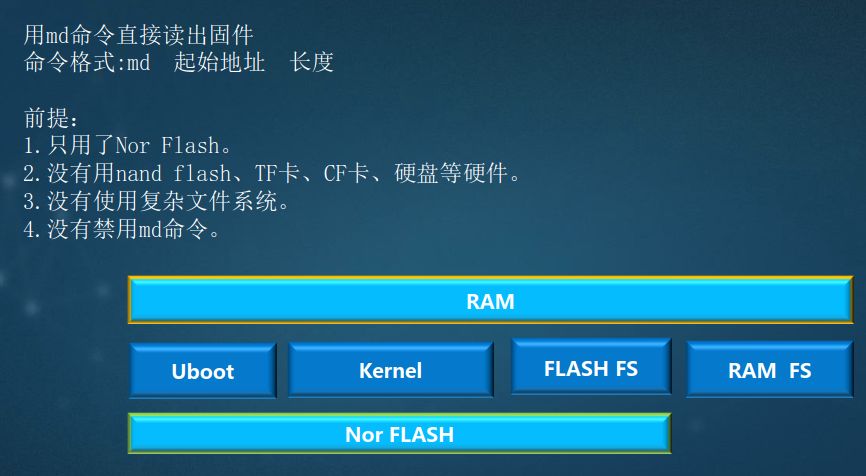 用md命令直接读出固件
命令格式:md 起始地址 长度
前提:
1.只用了Nor Flash。
2.没有用nand flash、TF卡、CF卡、硬盘等硬件。
3.没有使用复杂文件系统。
4.没有禁用md命令。
RAM
Uboot
Kernel
FLASH FS
RAM FS
Nor FLASH